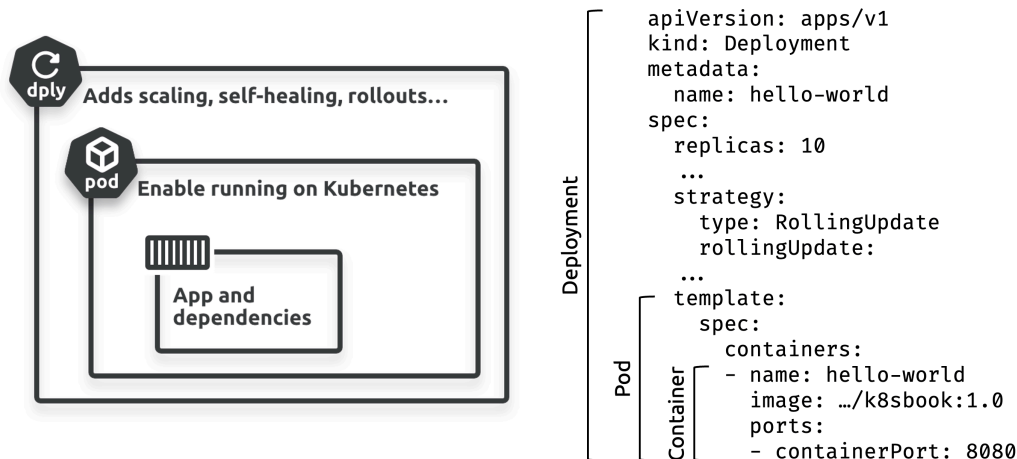 dply
Adds scaling, self-healing, rollouts…
pod
Enable running on Kubernetes
App and
dependencies
Deployment
Pod
Container
apiVersion: apps/v1
kind: Deployment
metadata:
  name: hello-world
spec:
  replicas: 10
  …
  strategy:
    type: RollingUpdate
    rollingUpdate:
  …
  template:
    spec:
      containers:
      - name: hello-world
        image: …/k8sbook:1.0
        ports:
        - containerPort: 8080